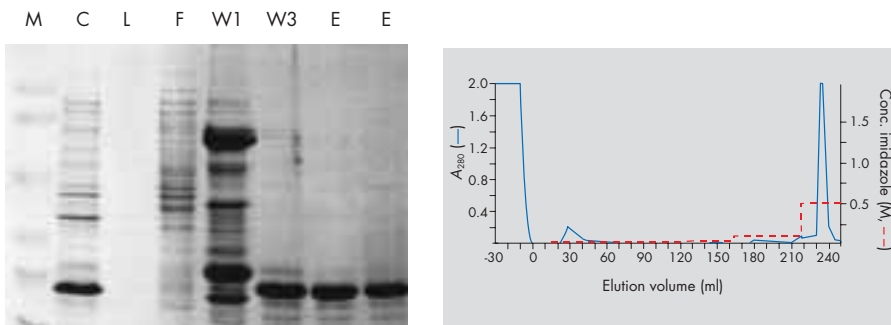 M C L F W1 W3 E E
2.0
1.6
1.2
0.8
0.4
A280 (—)
1.5
1.0
0.5
Conc. imidazole (M, – –)
-30 0 30 60 90 120 150 180 210 240
Elution volume (ml)